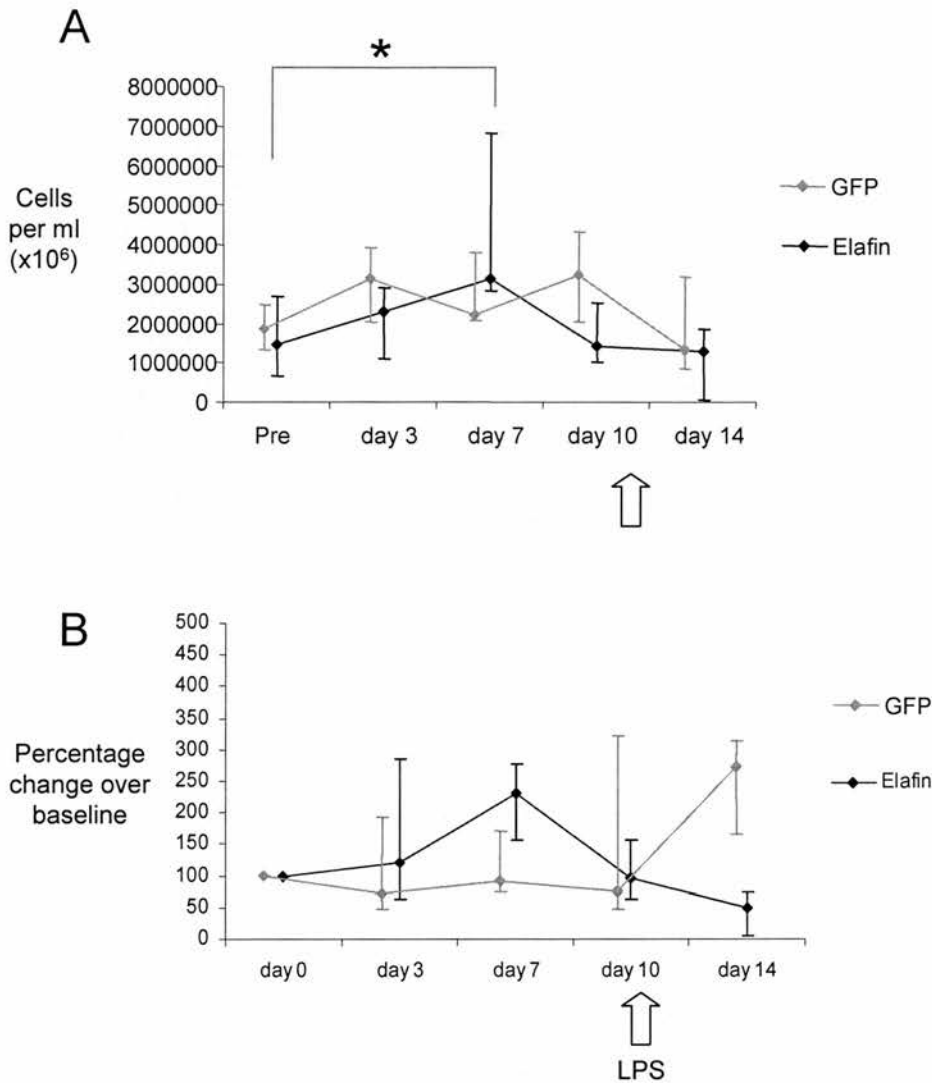 A
*
8000000
7000000
6000000
5000000
4000000
3000000
2000000
1000000
0
Cells
per ml
(x10⁶)
GFP
Elafin
Pre day 3 day 7 day 10 day 14
B
500
450
400
350
300
250
200
150
100
50
0
Percentage
change over
baseline
GFP
Elafin
day 0 day 3 day 7 day 10 day 14
LPS